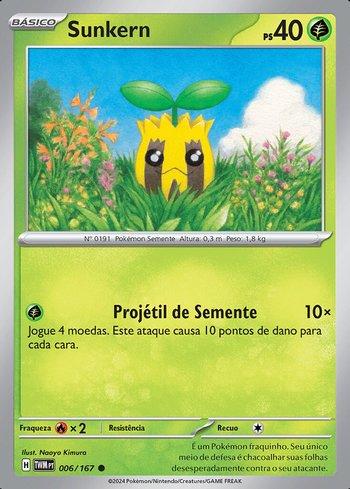 BÁSICO
Sunkern
PS 40
Nº 0191 Pokémon Semente Altura: 0,3 m Peso: 1,8 kg
Projétil de Semente 10×
Jogue 4 moedas. Este ataque causa 10 pontos de dano para
cada cara.
Fraqueza × 2 Resistência Recuo
Ilust. Naoyo Kimura
H TWM PT 006/167
É um Pokémon fraquinho. Seu único
meio de defesa é chacoalhar suas folhas
desesperadamente contra o seu atacante.
©2024 Pokémon/Nintendo/Creatures/GAME FREAK